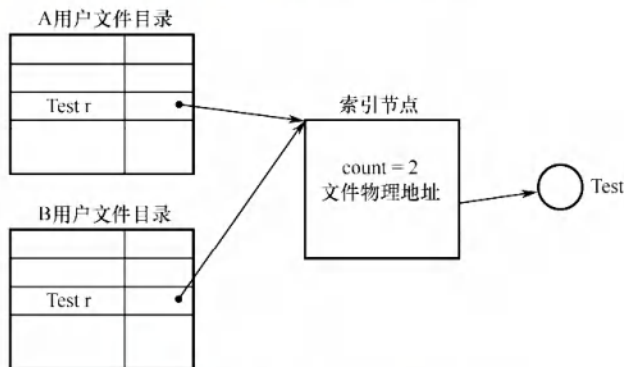 A用户文件目录
Test r
索引节点
count = 2
文件物理地址
Test
B用户文件目录
Test r